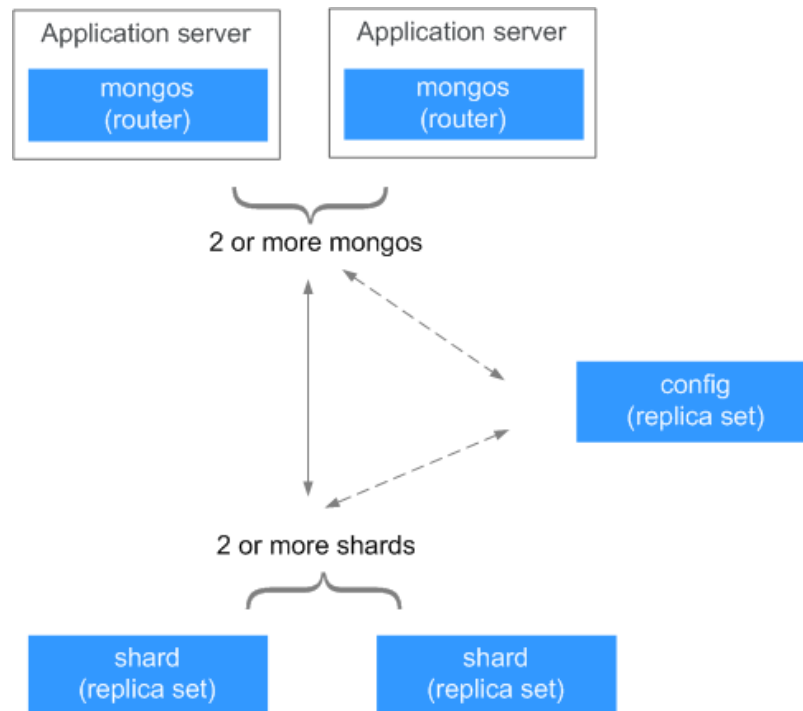 Application server
mongos
(router)
Application server
mongos
(router)
2 or more mongos
config
(replica set)
2 or more shards
shard
(replica set)
shard
(replica set)